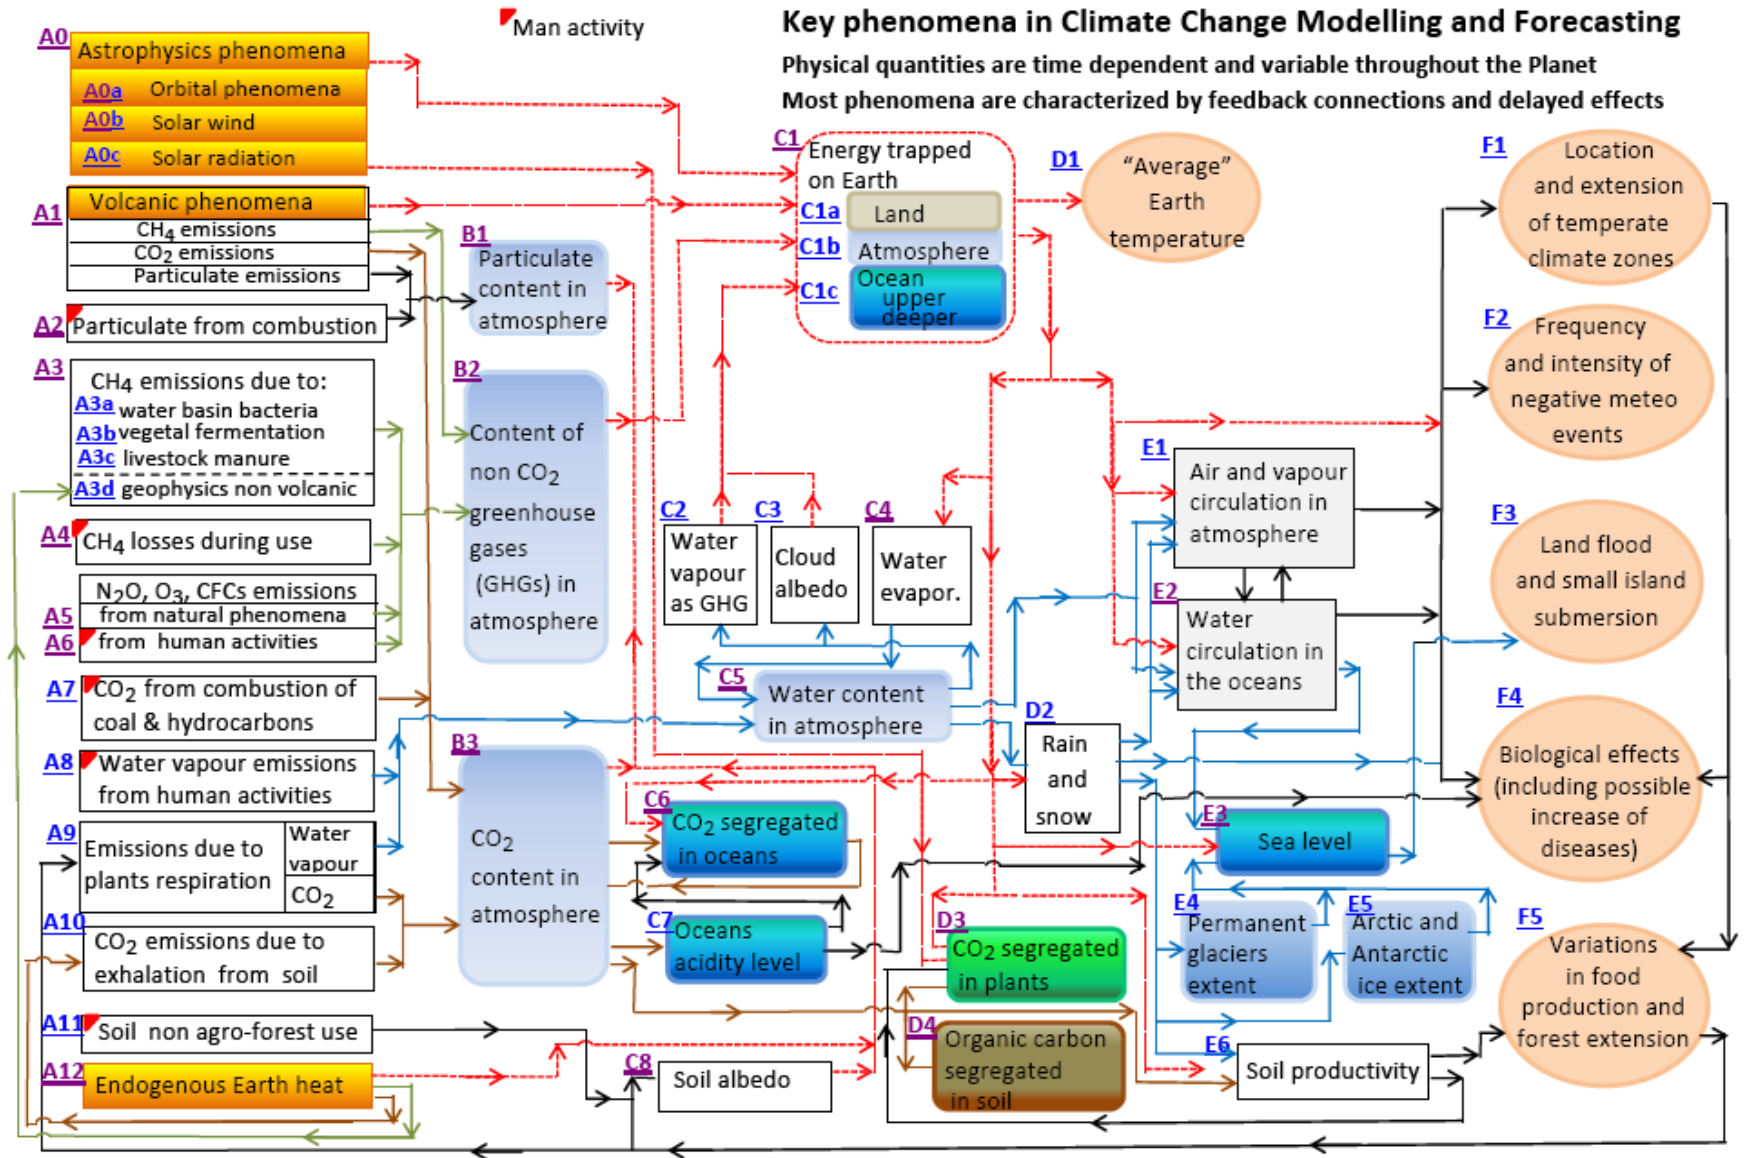 Key phenomena in Climate Change Modelling and Forecasting
Physical quantities are time dependent and variable throughout the Planet
Most phenomena are characterized by feedback connections and delayed effects
Man activity
A0
Astrophysics phenomena
A0a Orbital phenomena
A0b Solar wind
A0c Solar radiation
A1
Volcanic phenomena
CH4 emissions
CO2 emissions
Particulate emissions
A2
Particulate from combustion
A3
CH4 emissions due to:
A3a water basin bacteria
A3b vegetal fermentation
A3c livestock manure
A3d geophysics non volcanic
A4
CH4 losses during use
N2O, O3, CFCs emissions
A5 from natural phenomena
A6 from human activities
A7
CO2 from combustion of
coal & hydrocarbons
A8
Water vapour emissions
from human activities
A9
Emissions due to
plants respiration
Water
vapour
CO2
A10
CO2 emissions due to
exhalation from soil
A11
Soil non agro-forest use
A12
Endogenous Earth heat
B1
Particulate
content in
atmosphere
B2
Content of
non CO2
greenhouse
gases
(GHGs) in
atmosphere
B3
CO2
content in
atmosphere
C1
Energy trapped
on Earth
C1a Land
C1b Atmosphere
C1c Ocean
upper
deeper
C2
Water
vapour
as GHG
C3
Cloud
albedo
C4
Water
evapor.
C5
Water content
in atmosphere
C6
CO2 segregated
in oceans
C7
Oceans
acidity level
C8
Soil albedo
D1
“Average”
Earth
temperature
D2
Rain
and
snow
D3
CO2 segregated
in plants
D4
Organic carbon
segregated
in soil
E1
Air and vapour
circulation in
atmosphere
E2
Water
circulation in
the oceans
E3
Sea level
E4
Permanent
glaciers
extent
E5
Arctic and
Antarctic
ice extent
E6
Soil productivity
F1
Location
and extension
of temperate
climate zones
F2
Frequency
and intensity of
negative meteo
events
F3
Land flood
and small island
submersion
F4
Biological effects
(including possible
increase of
diseases)
F5
Variations
in food
production and
forest extension